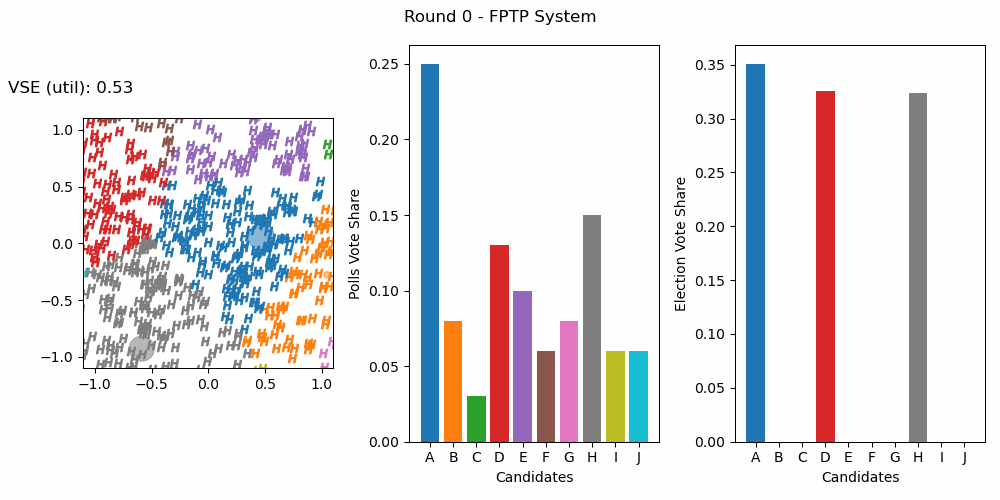 Round 0 - FPTP System
VSE (util): 0.53
1.0
0.5
0.0
−0.5
−1.0
−1.0 −0.5 0.0 0.5 1.0
Polls Vote Share
0.25
0.20
0.15
0.10
0.05
0.00
A B C D E F G H I J
Candidates
Election Vote Share
0.35
0.30
0.25
0.20
0.15
0.10
0.05
0.00
A B C D E F G H I J
Candidates